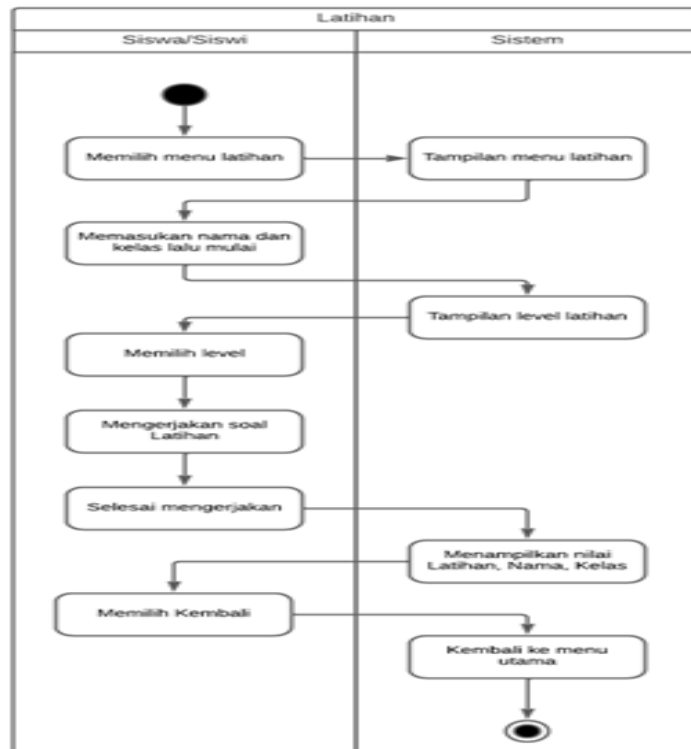 Latihan
Siswa/Siswi
Sistem
Memilih menu latihan
Tampilan menu latihan
Memasukan nama dan
kelas lalu mulai
Tampilan level latihan
Memilih level
Mengerjakan soal
Latihan
Selesai mengerjakan
Menampilkan nilai
Latihan, Nama, Kelas
Memilih Kembali
Kembali ke menu
utama